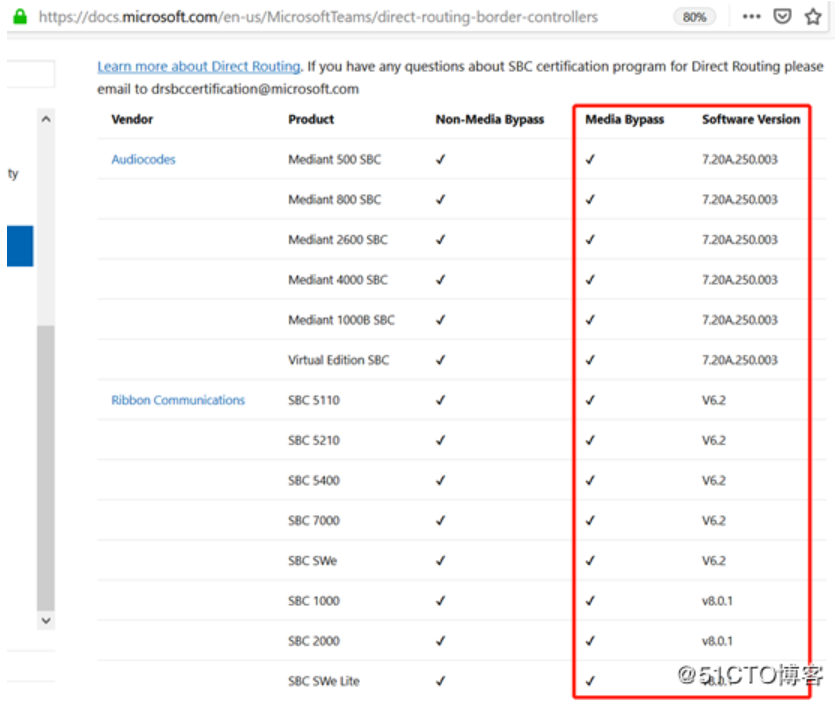 https://docs.microsoft.com/en-us/MicrosoftTeams/direct-routing-border-controllers 80%
Learn more about Direct Routing. If you have any questions about SBC certification program for Direct Routing please
email to drsbccertification@microsoft.com
Vendor Product Non-Media Bypass Media Bypass Software Version
Audiocodes Mediant 500 SBC ✓ ✓ 7.20A.250.003
ty
Mediant 800 SBC ✓ ✓ 7.20A.250.003
Mediant 2600 SBC ✓ ✓ 7.20A.250.003
Mediant 4000 SBC ✓ ✓ 7.20A.250.003
Mediant 1000B SBC ✓ ✓ 7.20A.250.003
Virtual Edition SBC ✓ ✓ 7.20A.250.003
Ribbon Communications SBC 5110 ✓ ✓ V6.2
SBC 5210 ✓ ✓ V6.2
SBC 5400 ✓ ✓ V6.2
SBC 7000 ✓ ✓ V6.2
SBC SWe ✓ ✓ V6.2
SBC 1000 ✓ ✓ v8.0.1
SBC 2000 ✓ ✓ v8.0.1
SBC SWe Lite ✓ ✓ v8.0.1
@51CTO博客